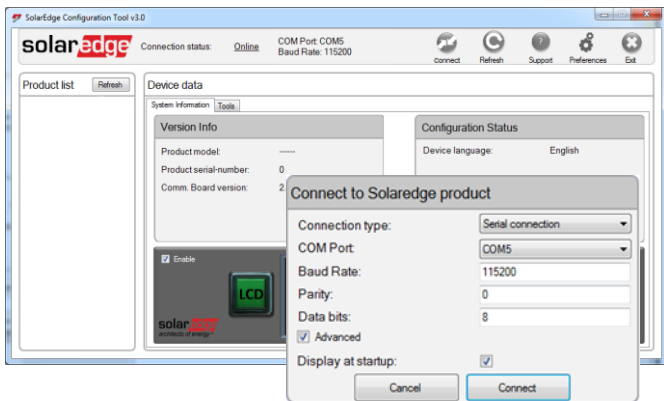 SolarEdge Configuration Tool v3.0
solaredge
Connection status: Online
COM Port: COM5
Baud Rate: 115200
connect
Refresh
Support
Preferences
Exit
Product list
Refresh
Device data
System Information
Tools
Version Info
Product model: -----
Product serial-number: 0
Comm. Board version: 2
Configuration Status
Device language: English
Enable
LCD
solaredge
architects of energy™
Connect to Solaredge product
Connection type: Serial connection
COM Port: COM5
Baud Rate: 115200
Parity: 0
Data bits: 8
Advanced
Display at startup:
Cancel
Connect